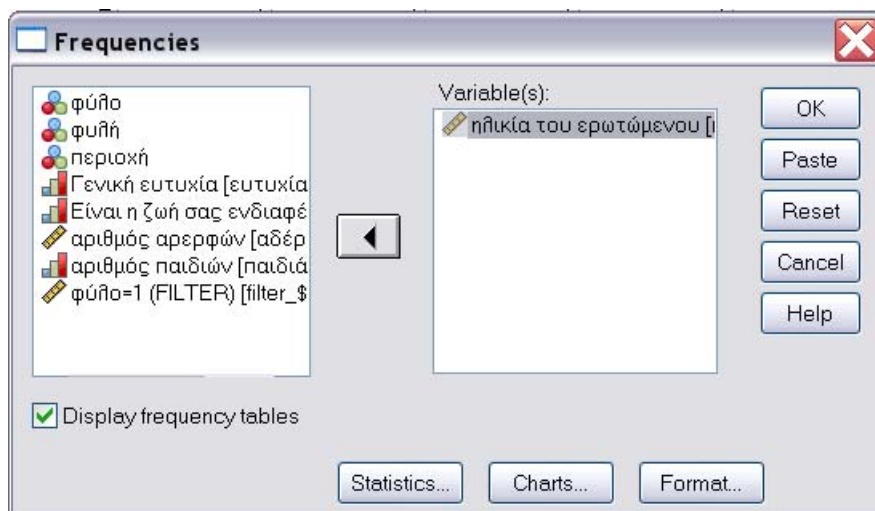 Frequencies
φύλο
φυλή
περιοχή
Γενική ευτυχία [ευτυχία
Είναι η ζωή σας ενδιαφέ
αριθμός αρερφών [αδέρ
αριθμός παιδιών [παιδιά
φύλο=1 (FILTER) [filter_$
Variable(s):
ηλικία του ερωτώμενου [
OK
Paste
Reset
Cancel
Help
Display frequency tables
Statistics...
Charts...
Format...